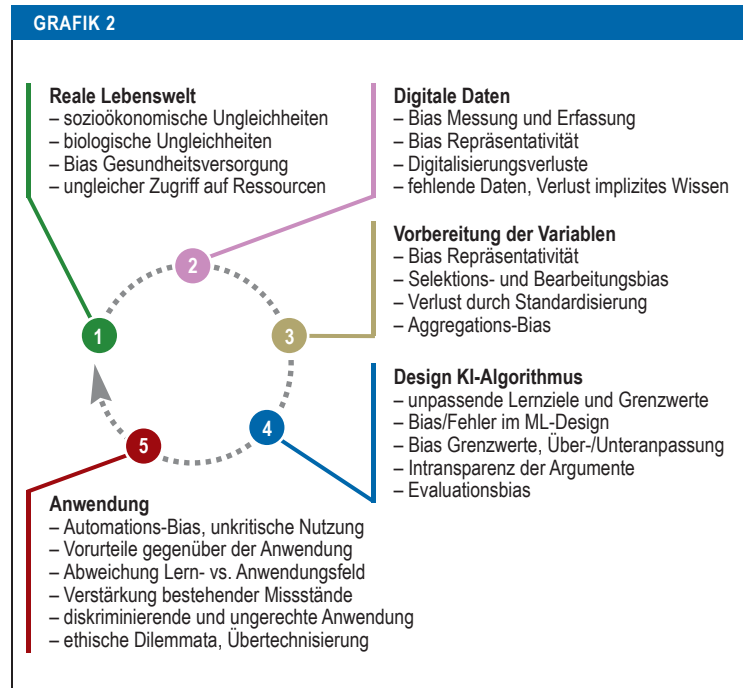 GRAFIK 2
Reale Lebenswelt
– sozioökonomische Ungleichheiten
– biologische Ungleichheiten
– Bias Gesundheitsversorgung
– ungleicher Zugriff auf Ressourcen
Digitale Daten
– Bias Messung und Erfassung
– Bias Repräsentativität
– Digitalisierungsverluste
– fehlende Daten, Verlust implizites Wissen
Vorbereitung der Variablen
– Bias Repräsentativität
– Selektions- und Bearbeitungsbias
– Verlust durch Standardisierung
– Aggregations-Bias
Design KI-Algorithmus
– unpassende Lernziele und Grenzwerte
– Bias/Fehler im ML-Design
– Bias Grenzwerte, Über-/Unteranpassung
– Intransparenz der Argumente
– Evaluationsbias
1
2
3
4
5
Anwendung
– Automations-Bias, unkritische Nutzung
– Vorurteile gegenüber der Anwendung
– Abweichung Lern- vs. Anwendungsfeld
– Verstärkung bestehender Missstände
– diskriminierende und ungerechte Anwendung
– ethische Dilemmata, Übertechnisierung